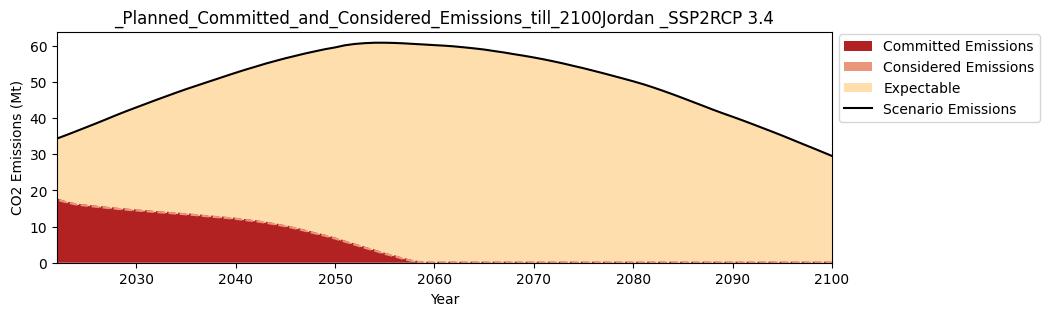 _Planned_Committed_and_Considered_Emissions_till_2100Jordan _SSP2RCP 3.4
CO2 Emissions (Mt)
60
50
40
30
20
10
0
2030 2040 2050 2060 2070 2080 2090 2100
Year
Committed Emissions
Considered Emissions
Expectable
Scenario Emissions